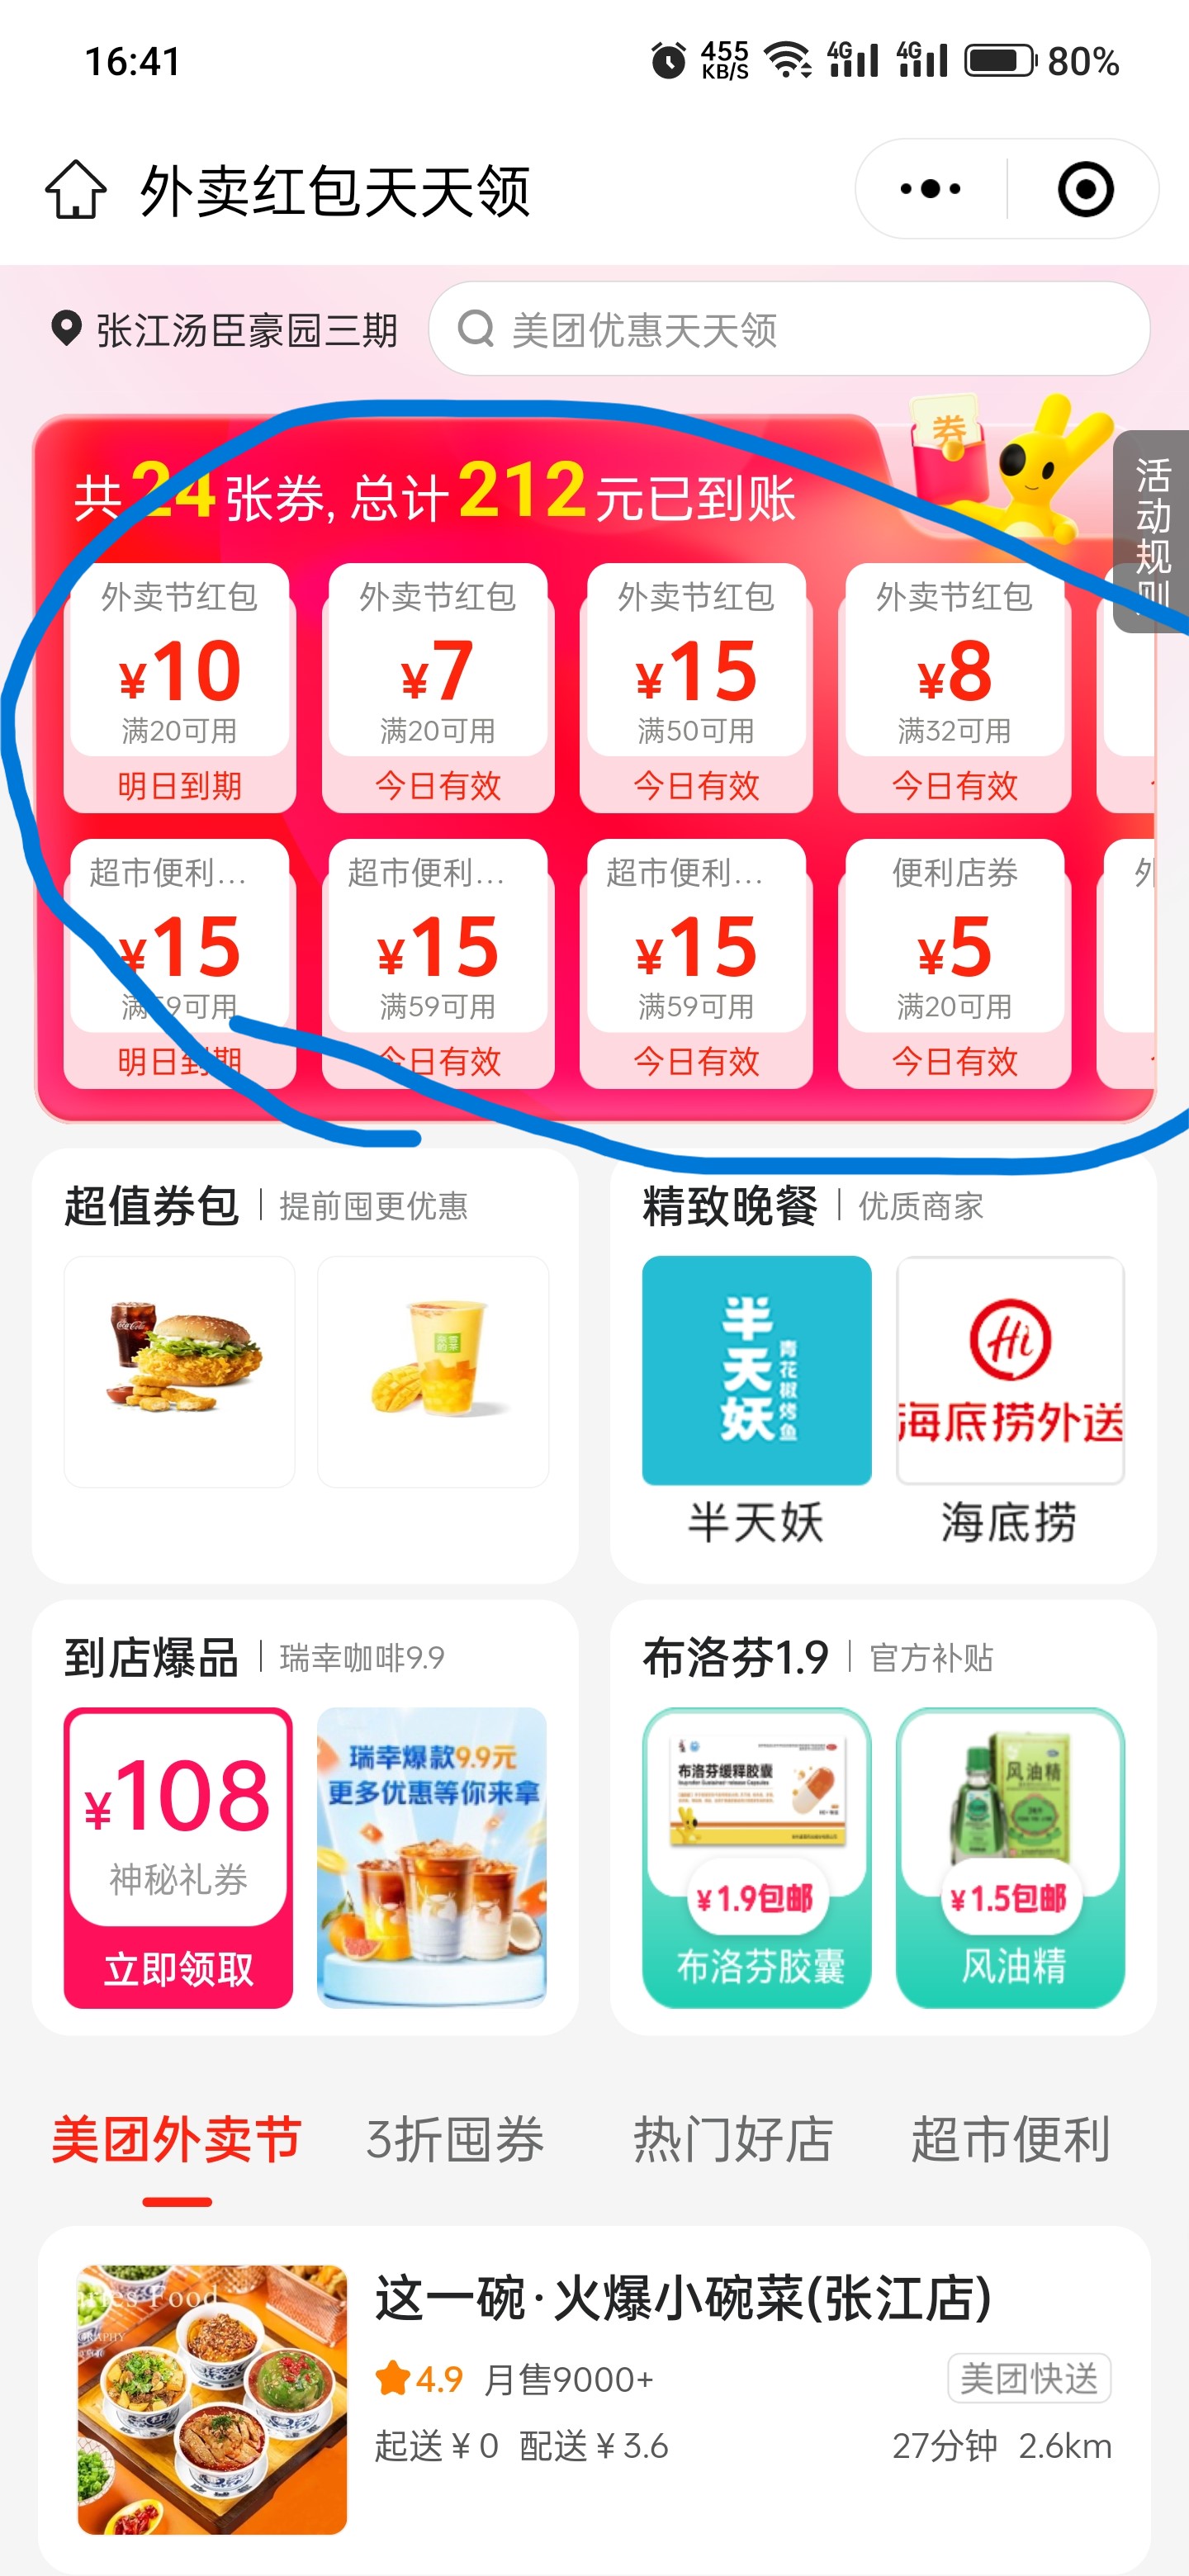 16:41
455 KB/S 4G 4G 80%
外卖红包天天领
张江汤臣豪园三期
美团优惠天天领
券
活动规则
共24张券, 总计212元已到账
外卖节红包 外卖节红包 外卖节红包 外卖节红包
¥10 ¥7 ¥15 ¥8
满20可用 满20可用 满50可用 满32可用
明日到期 今日有效 今日有效 今日有效
超市便利... 超市便利... 超市便利... 便利店券 外
¥15 ¥15 ¥15 ¥5
满59可用 满59可用 满59可用 满20可用
明日到期 今日有效 今日有效 今日有效
超值券包 | 提前囤更优惠
精致晚餐 | 优质商家
Coca-Cola
半天妖
青花椒烤鱼
Hi
海底捞外送
半天妖 海底捞
到店爆品 | 瑞幸咖啡9.9
¥108
神秘礼券
立即领取
瑞幸爆款9.9元
更多优惠等你来拿
布洛芬1.9 | 官方补贴
布洛芬缓释胶囊
Ibuprofen Sustained-release Capsules
¥1.9包邮
布洛芬胶囊
风油精
¥1.5包邮
风油精
美团外卖节 3折囤券 热门好店 超市便利
Food
这一碗·火爆小碗菜(张江店)
4.9 月售9000+ 美团快送
起送¥0 配送¥3.6 27分钟 2.6km